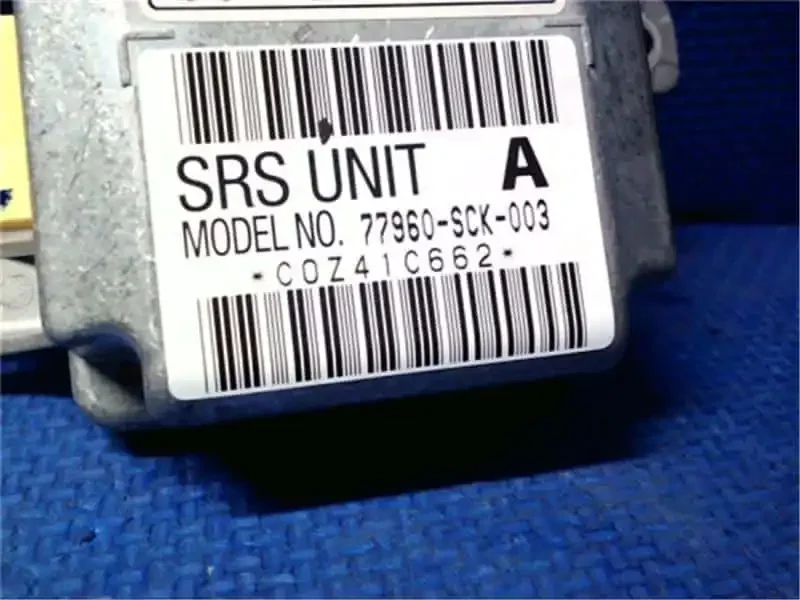 SRS UNIT A
MODEL NO. 77960-SCK-003
*C0Z41C662*